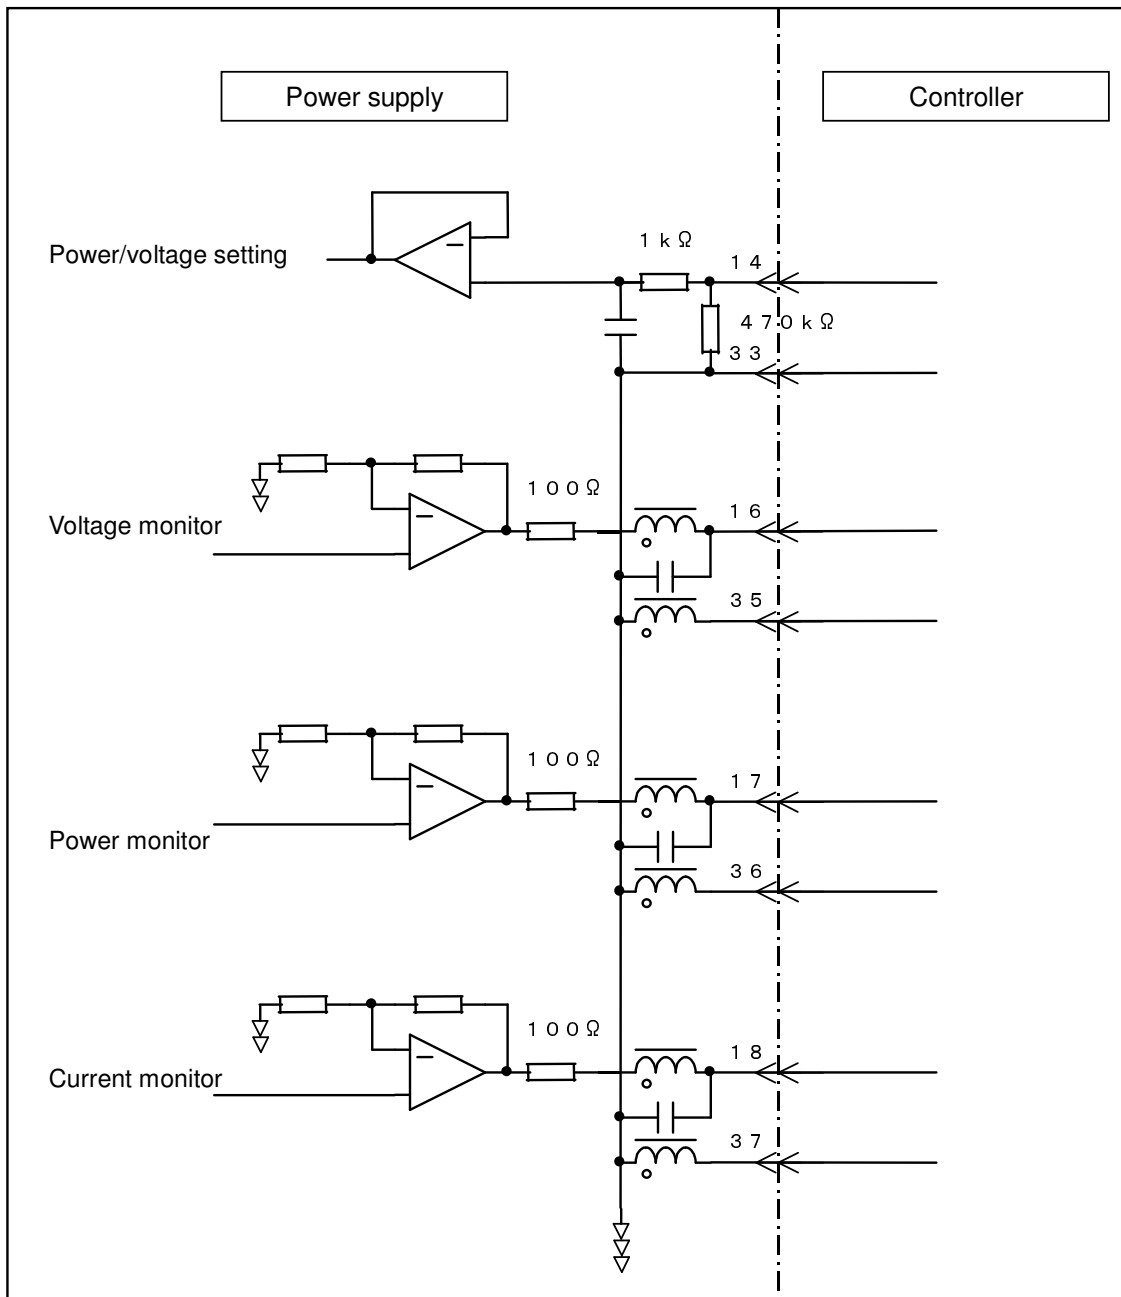 Power supply
Controller
1kΩ
14
Power/voltage setting
470kΩ
33
100Ω
16
Voltage monitor
35
100Ω
17
Power monitor
36
100Ω
18
Current monitor
37